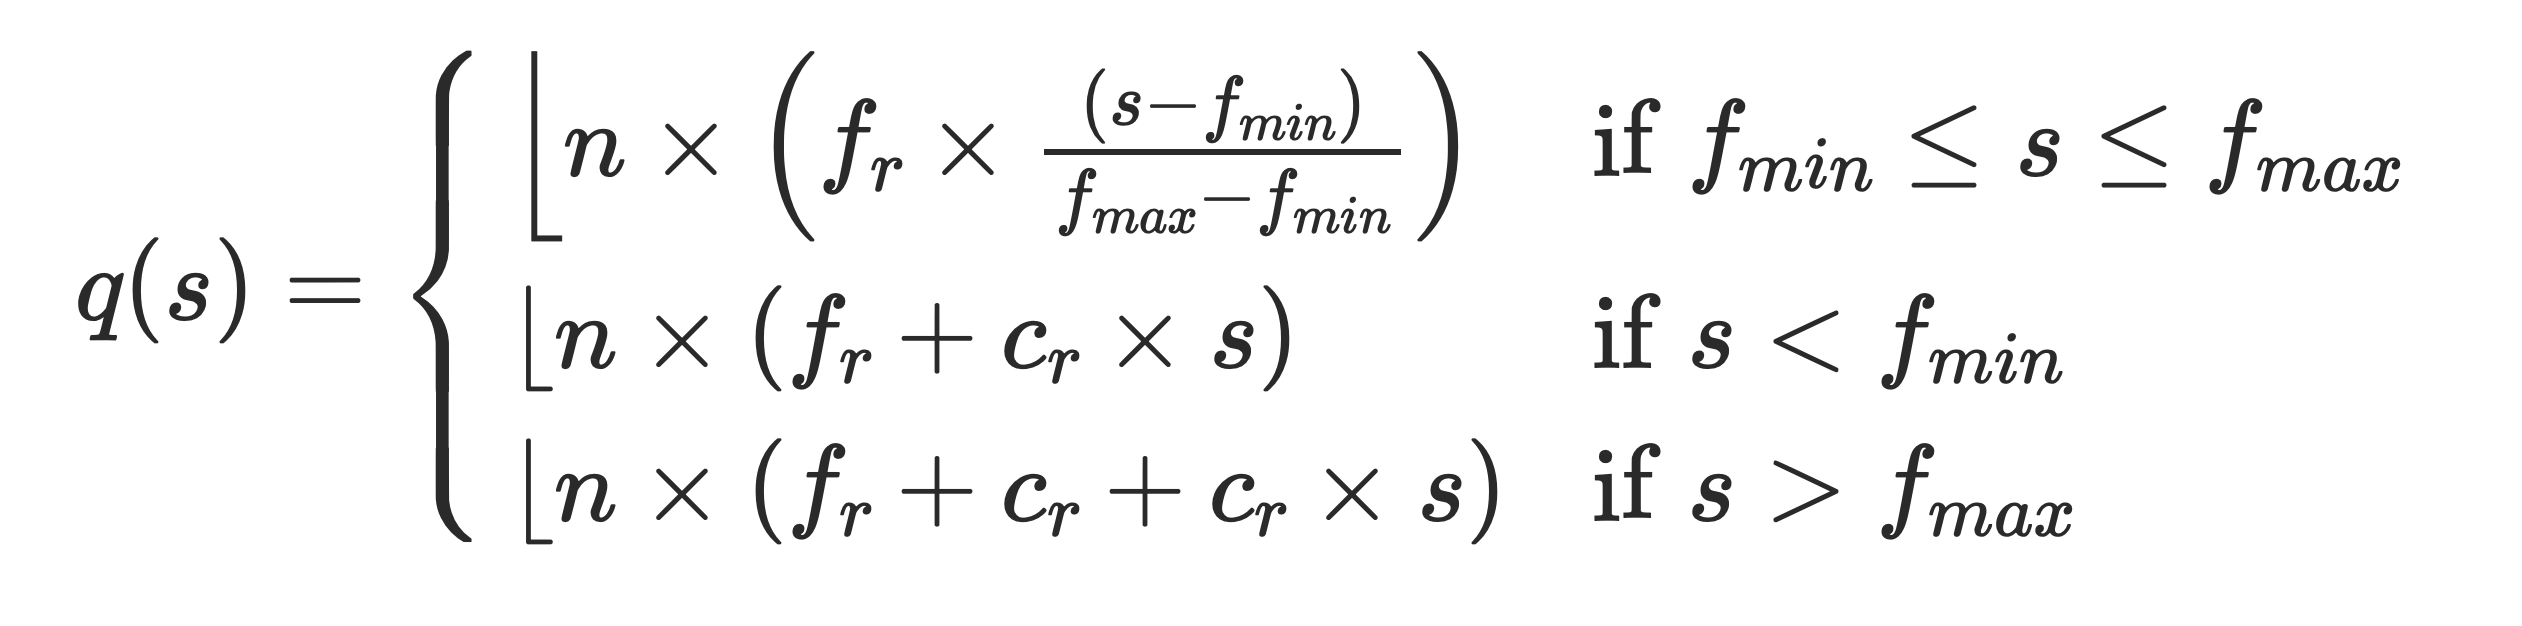 q(s) = { ⌊n × (f_r × (s−f_min)/(f_max−f_min)) if f_min ≤ s ≤ f_max
⌊n × (f_r + c_r × s) if s < f_min
⌊n × (f_r + c_r + c_r × s) if s > f_max